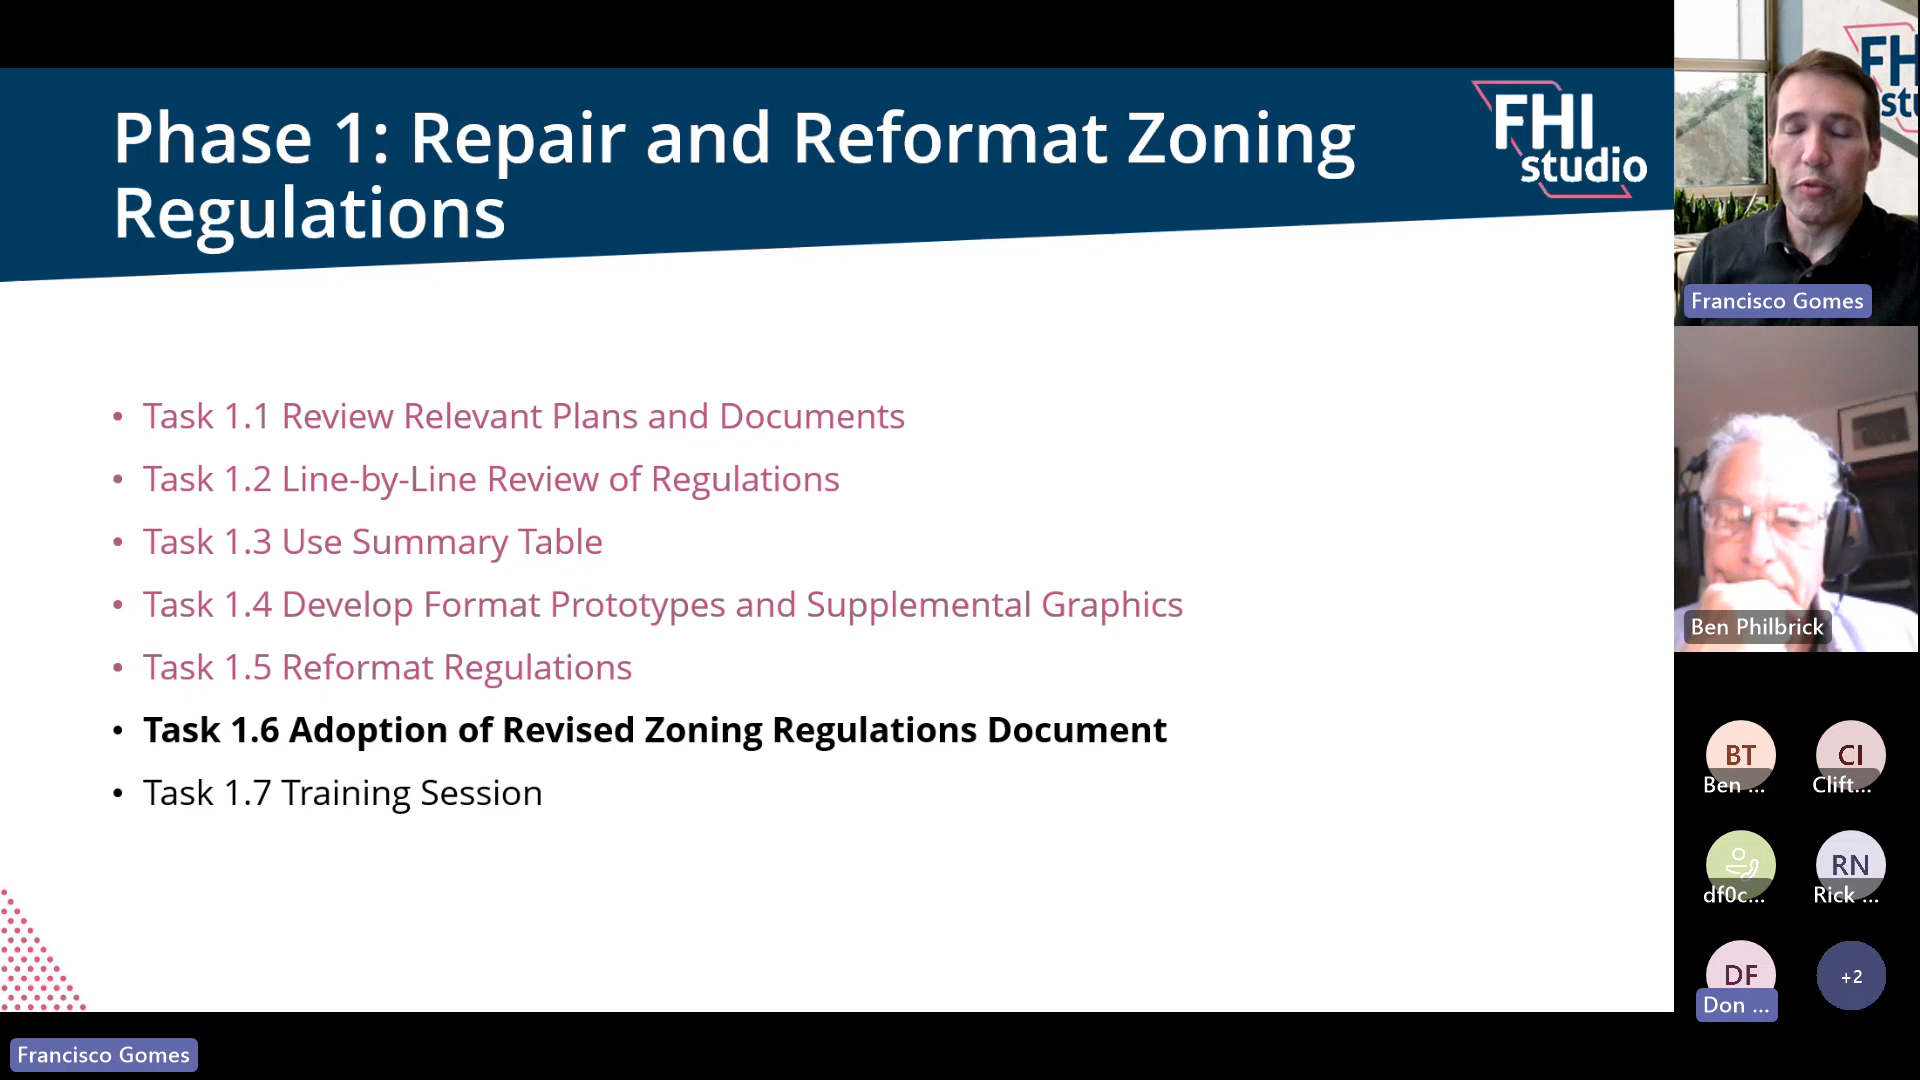 Phase 1: Repair and Reformat Zoning
Regulations
FHI
studio
• Task 1.1 Review Relevant Plans and Documents
• Task 1.2 Line-by-Line Review of Regulations
• Task 1.3 Use Summary Table
• Task 1.4 Develop Format Prototypes and Supplemental Graphics
• Task 1.5 Reformat Regulations
• Task 1.6 Adoption of Revised Zoning Regulations Document
• Task 1.7 Training Session
FH
stu
Francisco Gomes
Ben Philbrick
BT
Ben ...
CI
Clift...
df0c...
RN
Rick ...
DF
Don ...
+2
Francisco Gomes